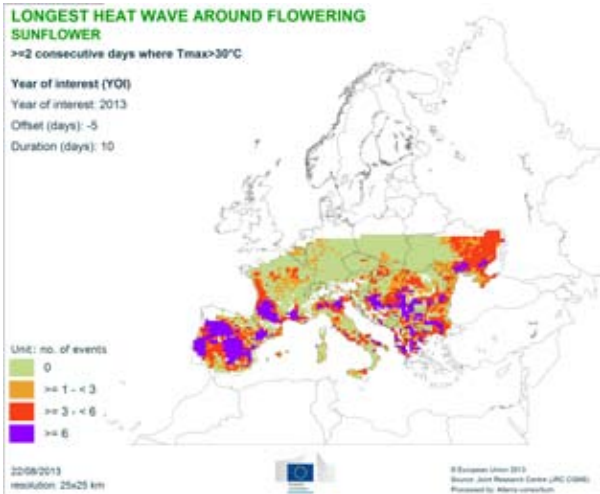 LONGEST HEAT WAVE AROUND FLOWERING
SUNFLOWER
>=2 consecutive days where Tmax>30°C
Year of interest (YOI)
Year of interest: 2013
Offset (days): -5
Duration (days): 10
Unit: no. of events
0
>= 1 - < 3
>= 3 - < 6
>= 6
22/08/2013
resolution: 25x25 km
© European Union 2013
Source: Joint Research Centre (JRC CGMS)
Processed by: Alterra consortium